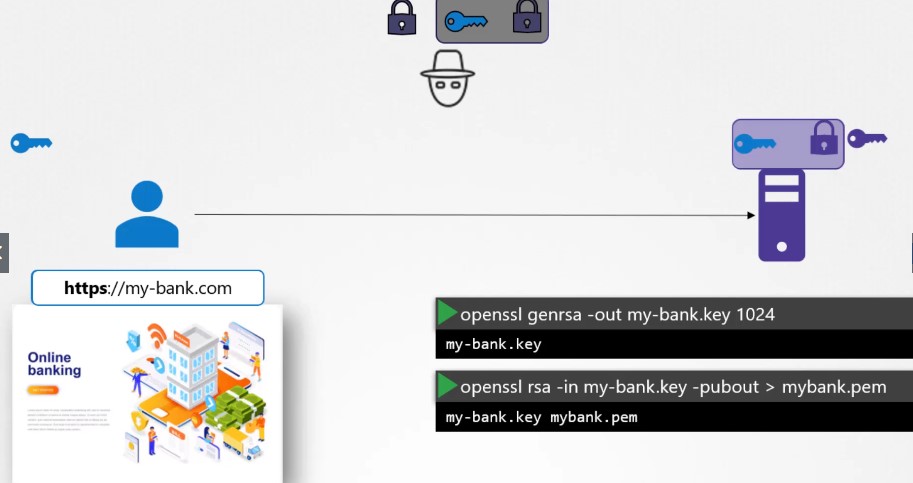 https://my-bank.com
Online
banking
openssl genrsa -out my-bank.key 1024
my-bank.key
openssl rsa -in my-bank.key -pubout > mybank.pem
my-bank.key mybank.pem